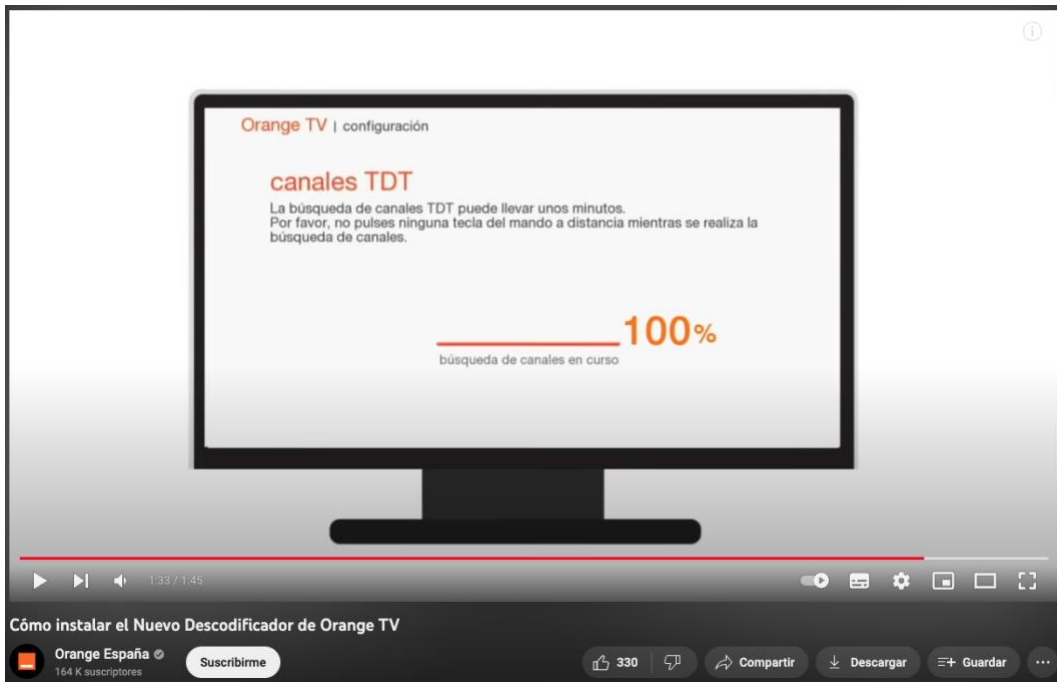 Orange TV | configuración
canales TDT
La búsqueda de canales TDT puede llevar unos minutos.
Por favor, no pulses ninguna tecla del mando a distancia mientras se realiza la
búsqueda de canales.
100%
búsqueda de canales en curso
1:33 / 1:45
Cómo instalar el Nuevo Descodificador de Orange TV
Orange España
164 K suscriptores
Suscribirme
330
Compartir
Descargar
Guardar